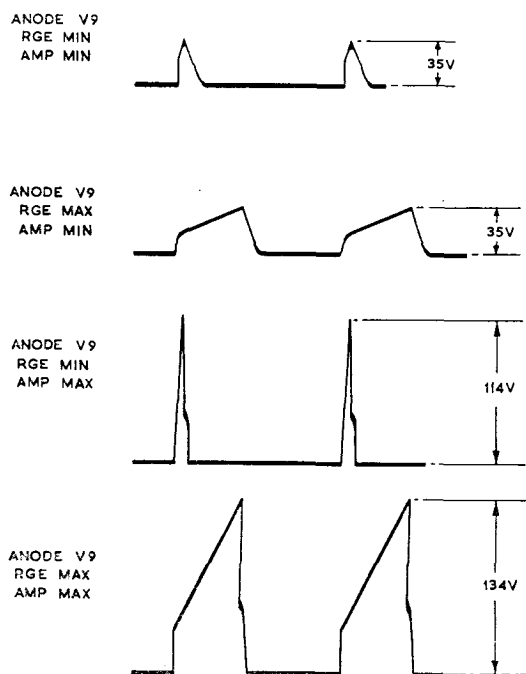 ANODE V9
RGE MIN
AMP MIN
35V
ANODE V9
RGE MAX
AMP MIN
35V
ANODE V9
RGE MIN
AMP MAX
114V
ANODE V9
RGE MAX
AMP MAX
134V